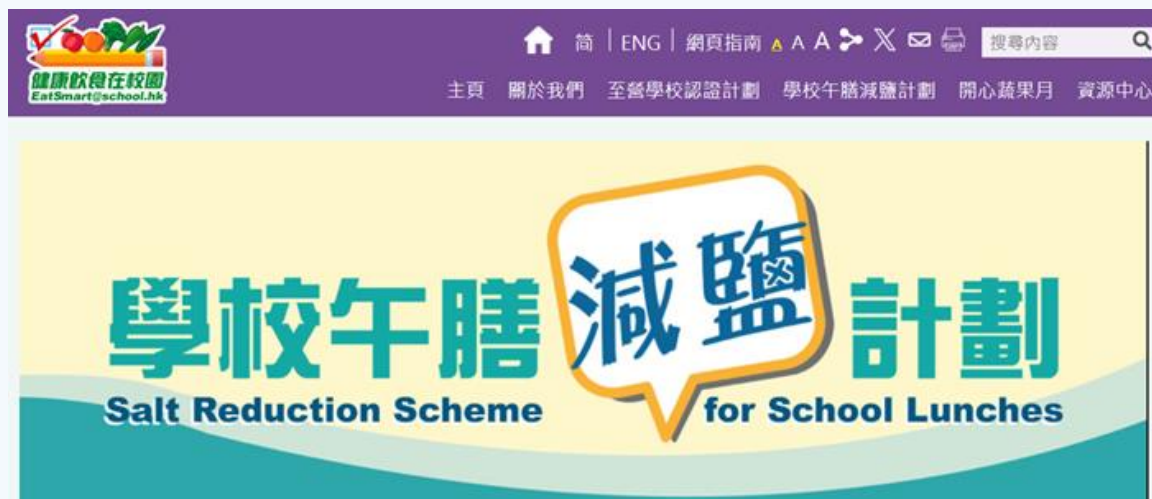 健康飲食在校園
EatSmart@school.hk
简 | ENG | 網頁指南 A A A 搜尋內容
主頁 關於我們 至營學校認證計劃 學校午膳減鹽計劃 開心蔬果月 資源中心
學校午膳減鹽計劃
Salt Reduction Scheme for School Lunches